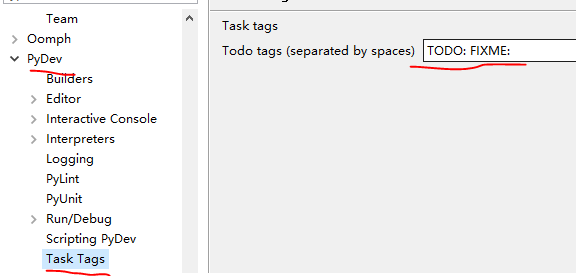 Team
Oomph
PyDev
Builders
Editor
Interactive Console
Interpreters
Logging
PyLint
PyUnit
Run/Debug
Scripting PyDev
Task Tags
Task tags
Todo tags (separated by spaces) TODO: FIXME: